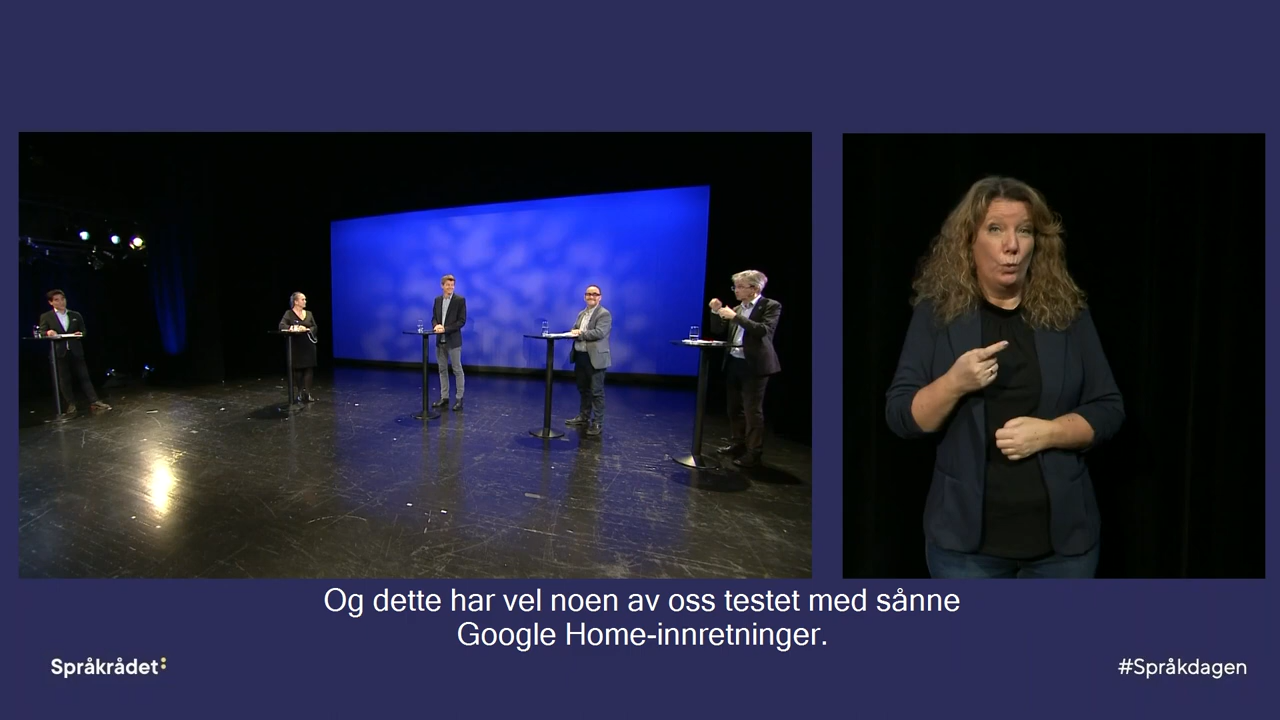 Og dette har vel noen av oss testet med sånne
Google Home-innretninger.
Språkrådet:
#Språkdagen